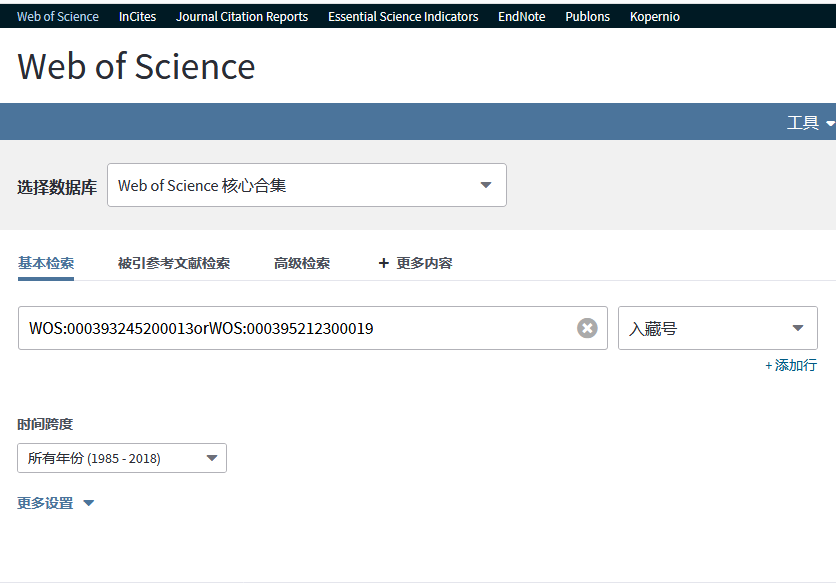 Web of Science InCites Journal Citation Reports Essential Science Indicators EndNote Publons Kopernio
Web of Science
工具
选择数据库 Web of Science 核心合集
基本检索 被引参考文献检索 高级检索 + 更多内容
WOS:000393245200013orWOS:000395212300019 入藏号
+ 添加行
时间跨度
所有年份 (1985 - 2018)
更多设置